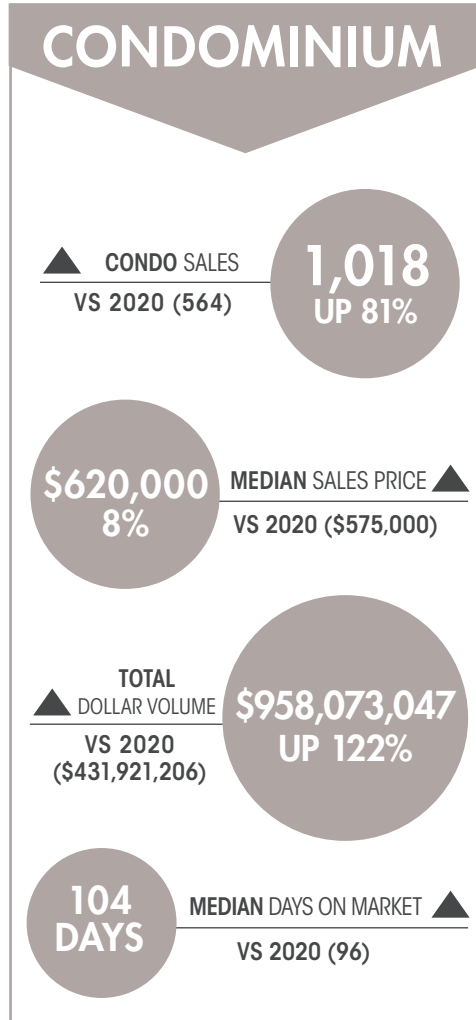 CONDOMINIUM
CONDO SALES
VS 2020 (564)
1,018
UP 81%
$620,000
8%
MEDIAN SALES PRICE
VS 2020 ($575,000)
TOTAL
DOLLAR VOLUME
VS 2020
($431,921,206)
$958,073,047
UP 122%
104
DAYS
MEDIAN DAYS ON MARKET
VS 2020 (96)